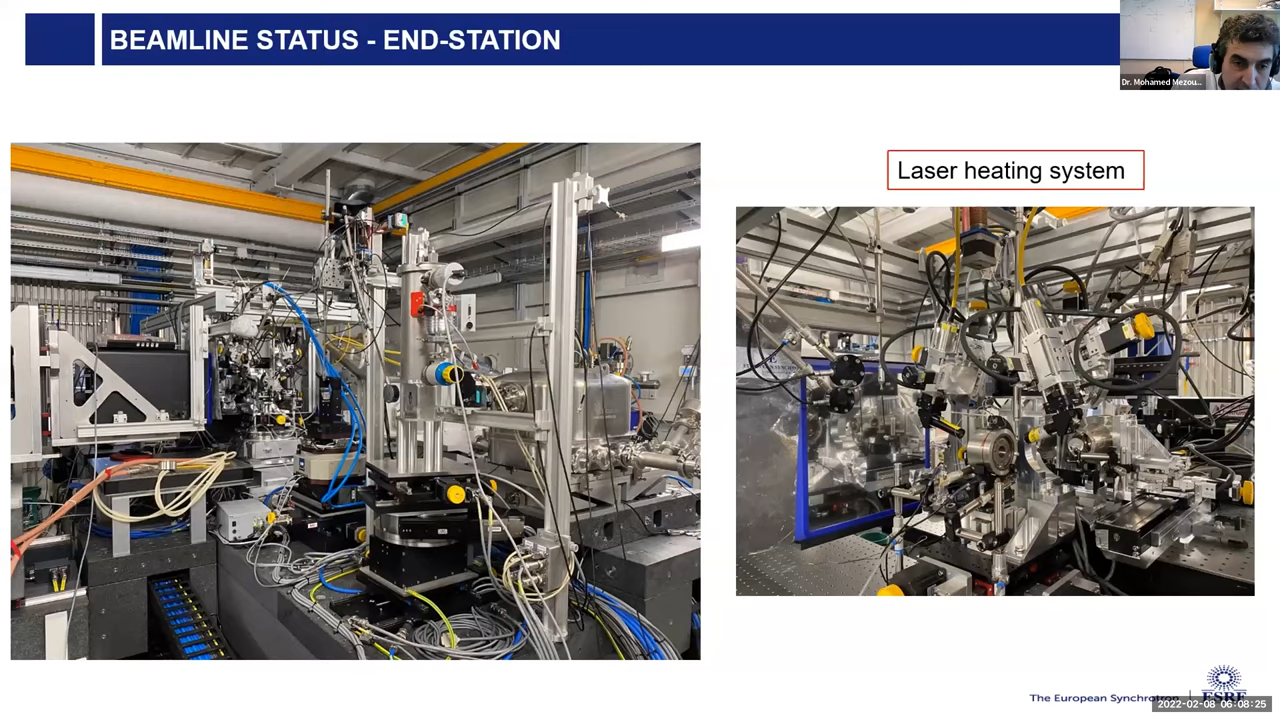 BEAMLINE STATUS - END-STATION
Dr. Mohamed Mezou...
Laser heating system
The European Synchrotron
ESRF
2022-02-08 06:08:25